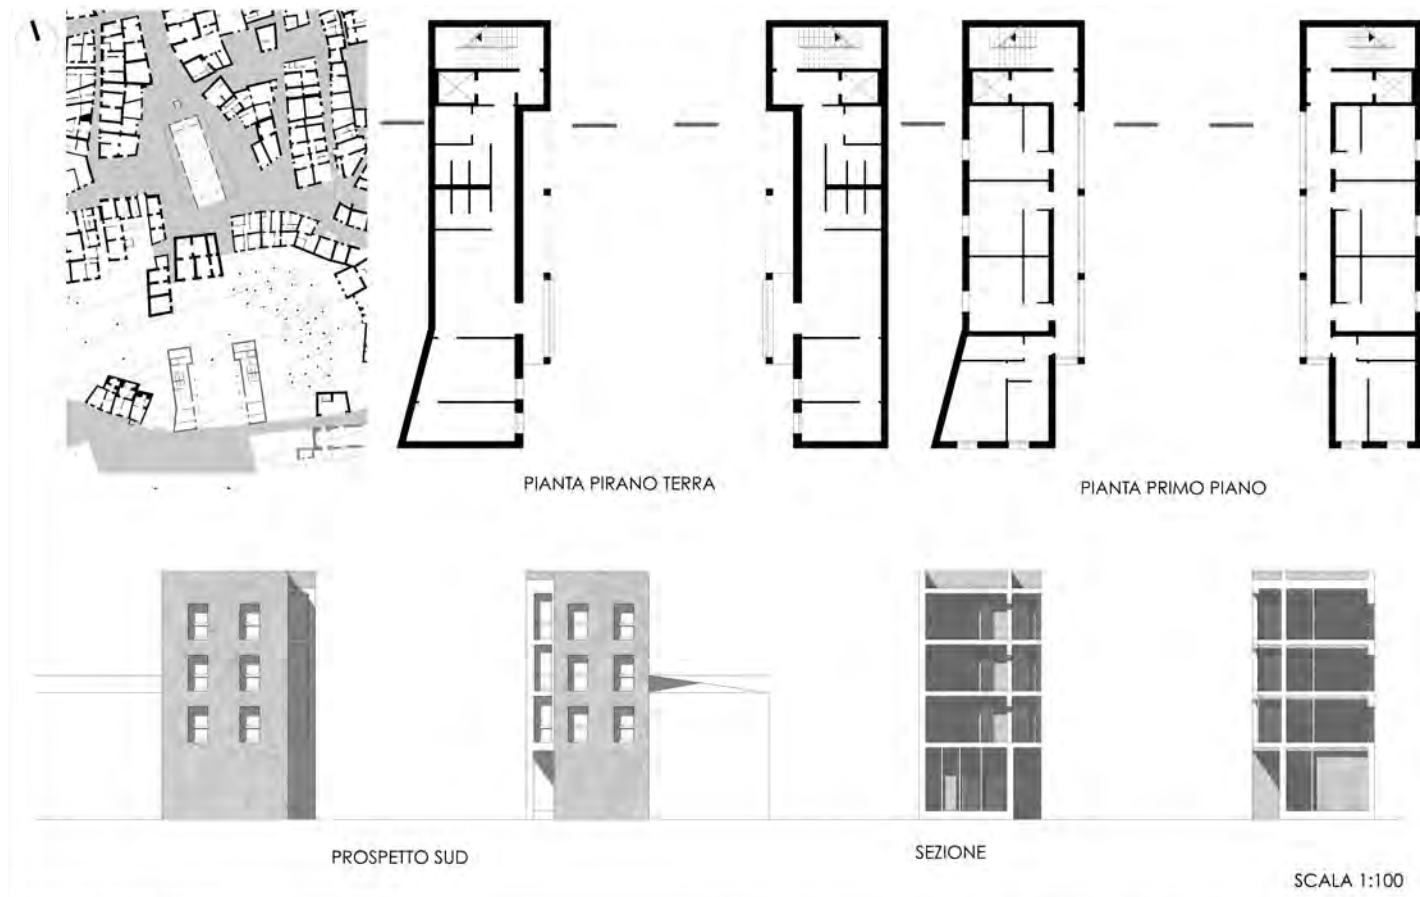 PIANTA PIRANO TERRA
PIANTA PRIMO PIANO
PROSPETTO SUD
SEZIONE
SCALA 1:100